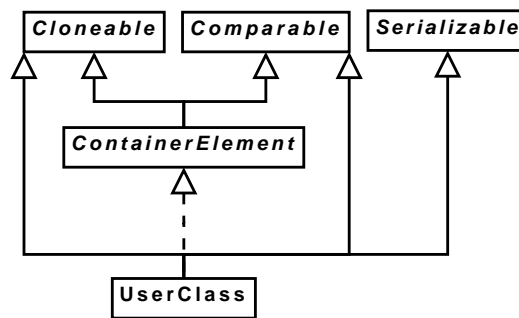 Cloneable
Comparable
Serializable
ContainerElement
UserClass